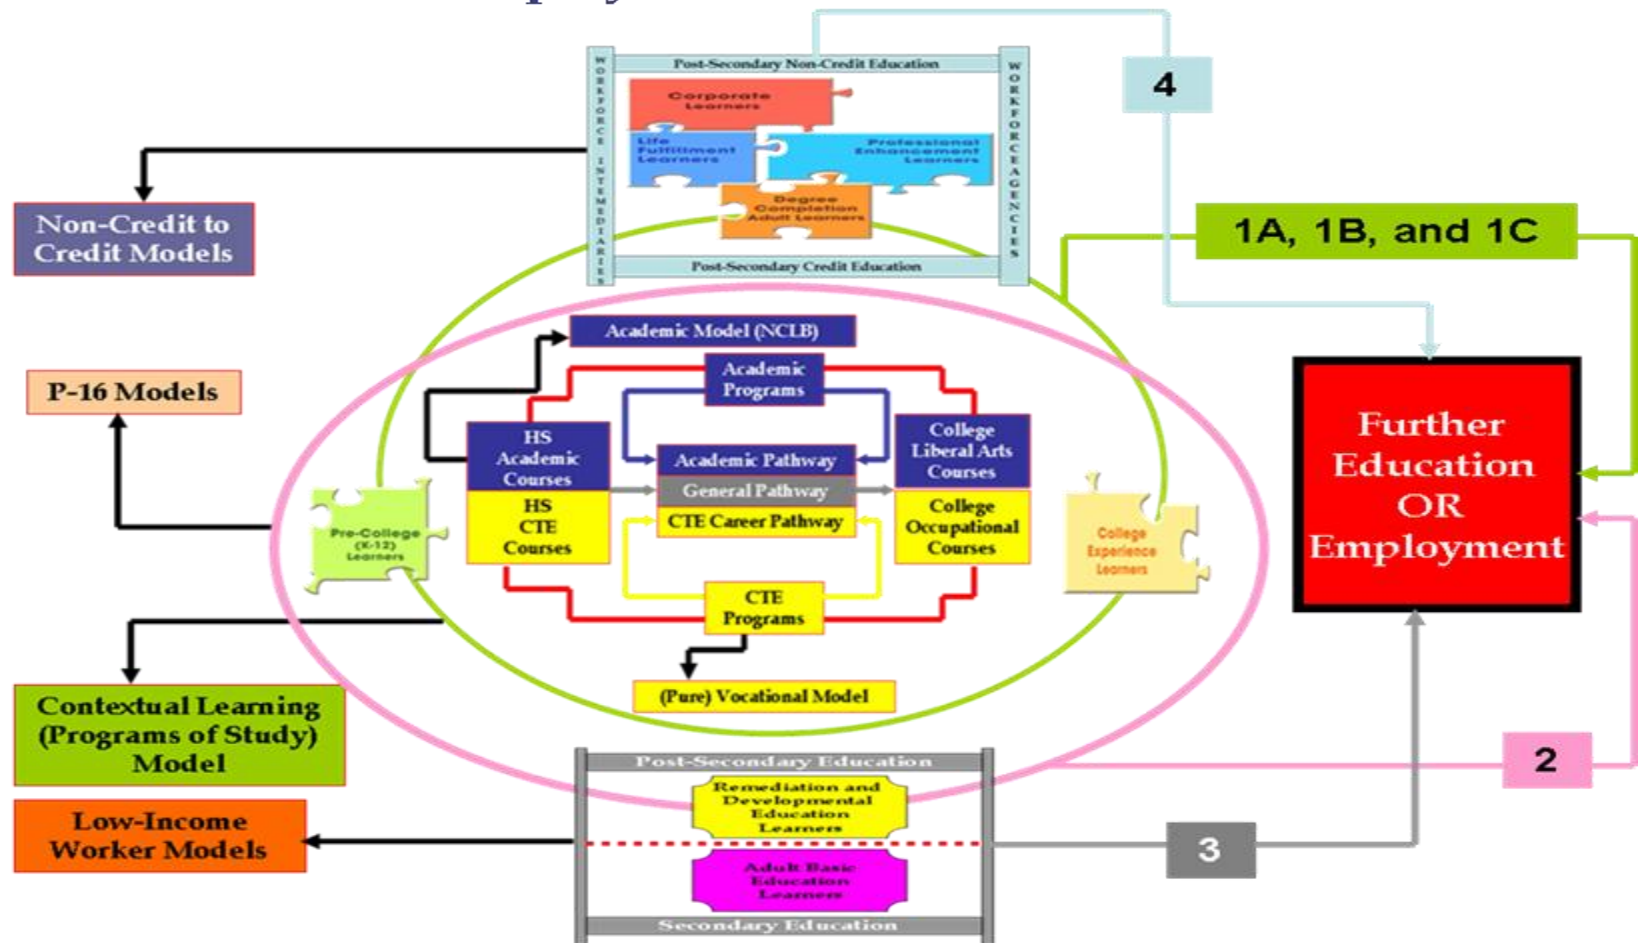 Post-Secondary Non-Credit Education
WORKFORCE INTEMEDIARIES
WORKFORCE AGENCIES
Corporate
Learners
Life
Fulfillment
Learners
Professional
Enhancement
Learners
Degree
Completion
Adult Learners
Post-Secondary Credit Education
4
Non-Credit to
Credit Models
1A, 1B, and 1C
Academic Model (NCLB)
P-16 Models
Academic
Programs
HS
Academic
Courses
College
Liberal Arts
Courses
Academic Pathway
General Pathway
CTE Career Pathway
HS
CTE
Courses
College
Occupational
Courses
Pre-College
(K-12)
Learners
College
Experience
Learners
Further
Education
OR
Employment
CTE
Programs
(Pure) Vocational Model
Contextual Learning
(Programs of Study)
Model
2
Post-Secondary Education
Remediation and
Developmental
Education
Learners
Low-Income
Worker Models
3
Adult Basic
Education
Learners
Secondary Education